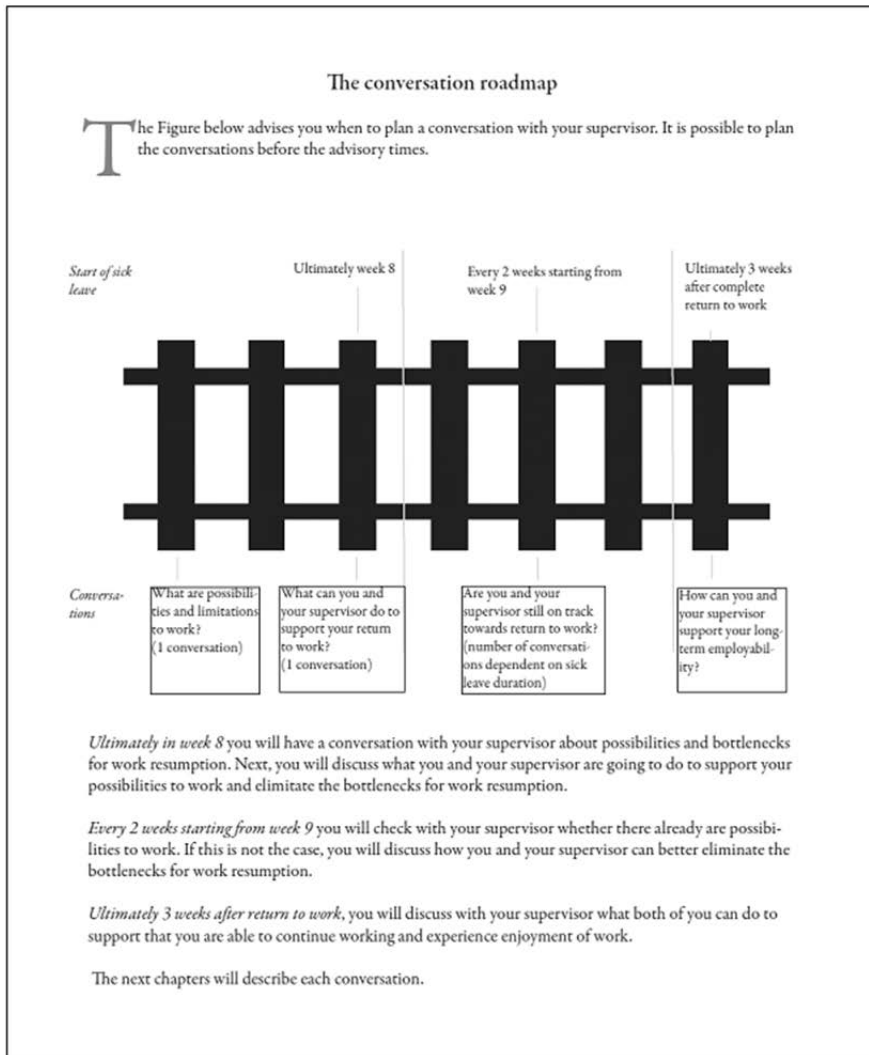 The conversation roadmap
The Figure below advises you when to plan a conversation with your supervisor. It is possible to plan
the conversations before the advisory times.
Start of sick
leave
Ultimately week 8
Every 2 weeks starting from
week 9
Ultimately 3 weeks
after complete
return to work
Conversa-
tions
What are possibili-
ties and limitations
to work?
(1 conversation)
What can you and
your supervisor do to
support your return
to work?
(1 conversation)
Are you and your
supervisor still on track
towards return to work?
(number of conversati-
ons dependent on sick
leave duration)
How can you and
your supervisor
support your long-
term employabil-
ity?
Ultimately in week 8 you will have a conversation with your supervisor about possibilities and bottlenecks
for work resumption. Next, you will discuss what you and your supervisor are going to do to support your
possibilities to work and elimitate the bottlenecks for work resumption.
Every 2 weeks starting from week 9 you will check with your supervisor whether there already are possibi-
lities to work. If this is not the case, you will discuss how you and your supervisor can better eliminate the
bottlenecks for work resumption.
Ultimately 3 weeks after return to work, you will discuss with your supervisor what both of you can do to
support that you are able to continue working and experience enjoyment of work.
The next chapters will describe each conversation.